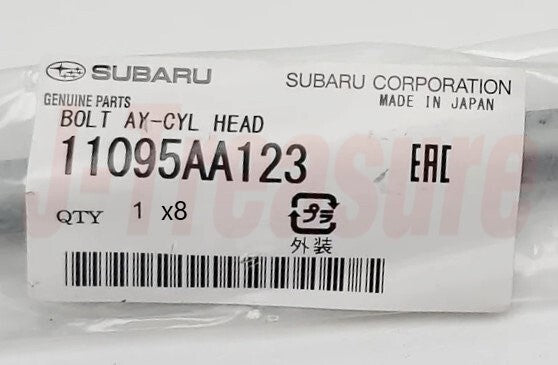 SUBARU
SUBARU CORPORATION
GENUINE PARTS
MADE IN JAPAN
BOLT AY-CYL HEAD
11095AA123
EAC
QTY 1 x8
プラ
外装
J-Treasure